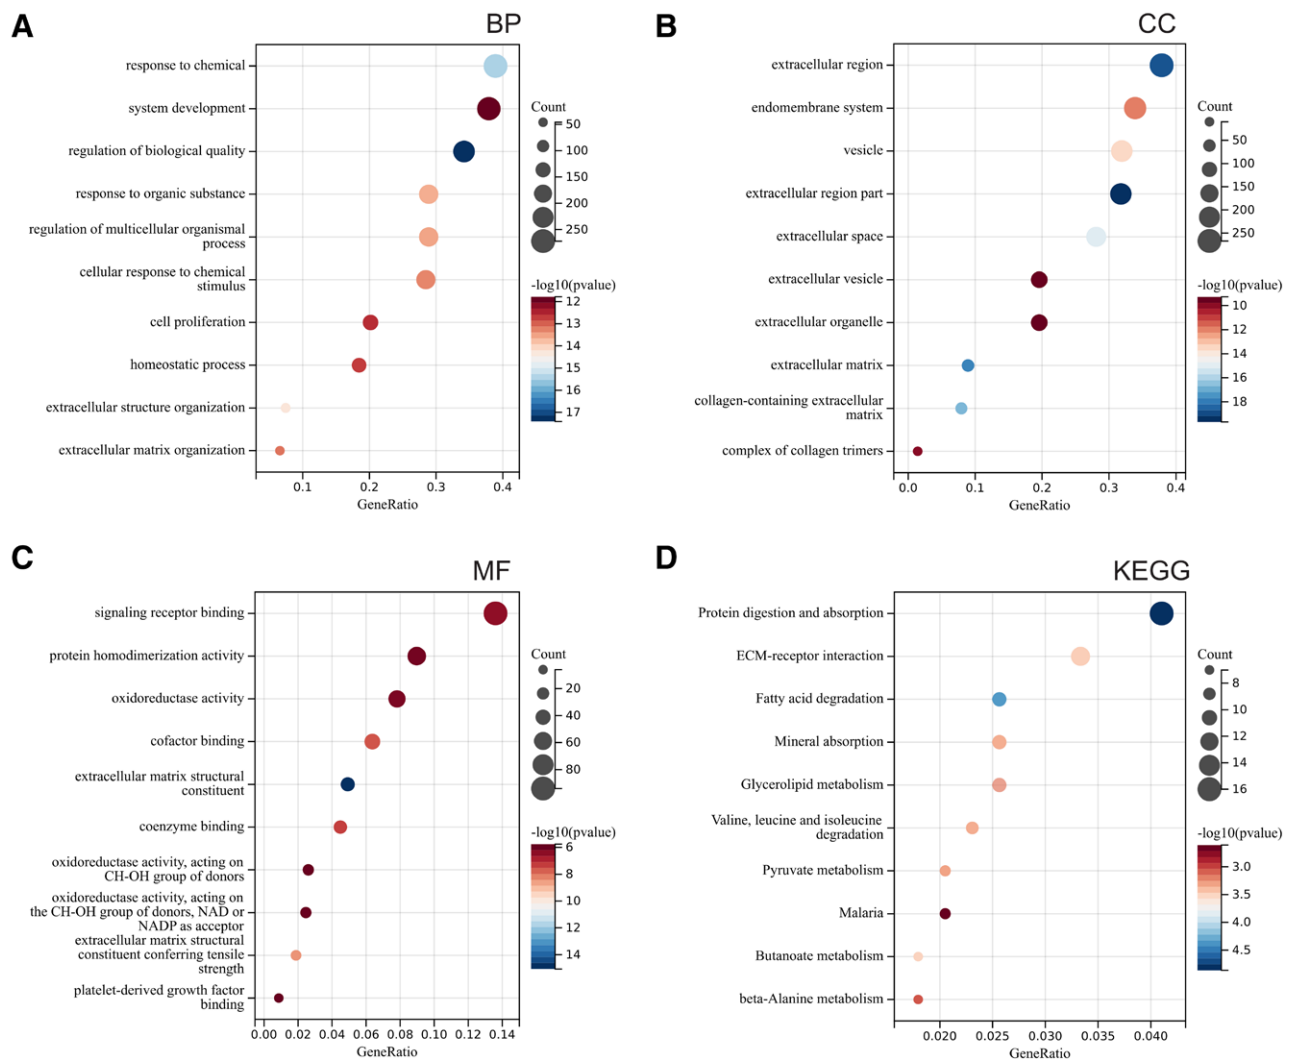 A
BP
response to chemical
system development
regulation of biological quality
response to organic substance
regulation of multicellular organismal
process
cellular response to chemical
stimulus
cell proliferation
homeostatic process
extracellular structure organization
extracellular matrix organization
0.1 0.2 0.3 0.4
GeneRatio
Count
50
100
150
200
250
-log10(pvalue)
12
13
14
15
16
17
B
CC
extracellular region
endomembrane system
vesicle
extracellular region part
extracellular space
extracellular vesicle
extracellular organelle
extracellular matrix
collagen-containing extracellular
matrix
complex of collagen trimers
0.0 0.1 0.2 0.3 0.4
GeneRatio
Count
50
100
150
200
250
-log10(pvalue)
10
12
14
16
18
C
MF
signaling receptor binding
protein homodimerization activity
oxidoreductase activity
cofactor binding
extracellular matrix structural
constituent
coenzyme binding
oxidoreductase activity, acting on
CH-OH group of donors
oxidoreductase activity, acting on
the CH-OH group of donors, NAD or
NADP as acceptor
extracellular matrix structural
constituent conferring tensile
strength
platelet-derived growth factor
binding
0.00 0.02 0.04 0.06 0.08 0.10 0.12 0.14
GeneRatio
Count
20
40
60
80
-log10(pvalue)
6
8
10
12
14
D
KEGG
Protein digestion and absorption
ECM-receptor interaction
Fatty acid degradation
Mineral absorption
Glycerolipid metabolism
Valine, leucine and isoleucine
degradation
Pyruvate metabolism
Malaria
Butanoate metabolism
beta-Alanine metabolism
0.020 0.025 0.030 0.035 0.040
GeneRatio
Count
8
10
12
14
16
-log10(pvalue)
3.0
3.5
4.0
4.5